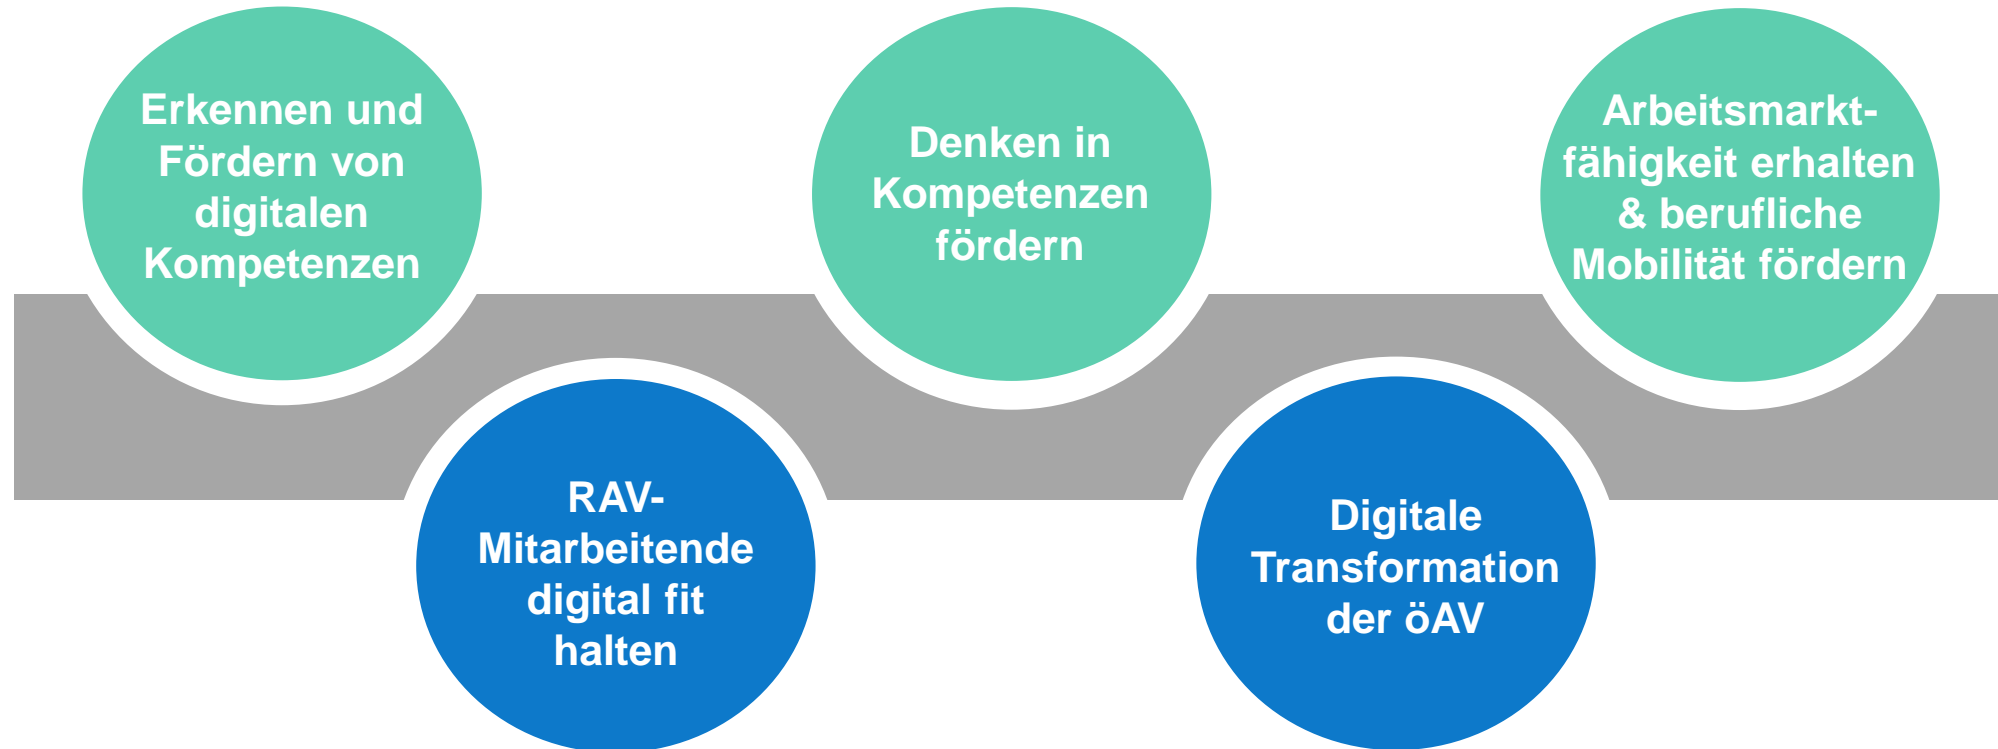 Erkennen und
Fördern von
digitalen
Kompetenzen
Denken in
Kompetenzen
fördern
Arbeitsmarkt-
fähigkeit erhalten
& berufliche
Mobilität fördern
RAV-
Mitarbeitende
digital fit
halten
Digitale
Transformation
der öAV